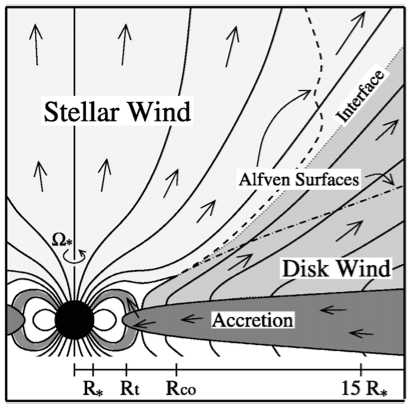 Stellar Wind
Interface
Alfven Surfaces
Ω*
Disk Wind
Accretion
R* Rt Rco 15 R*